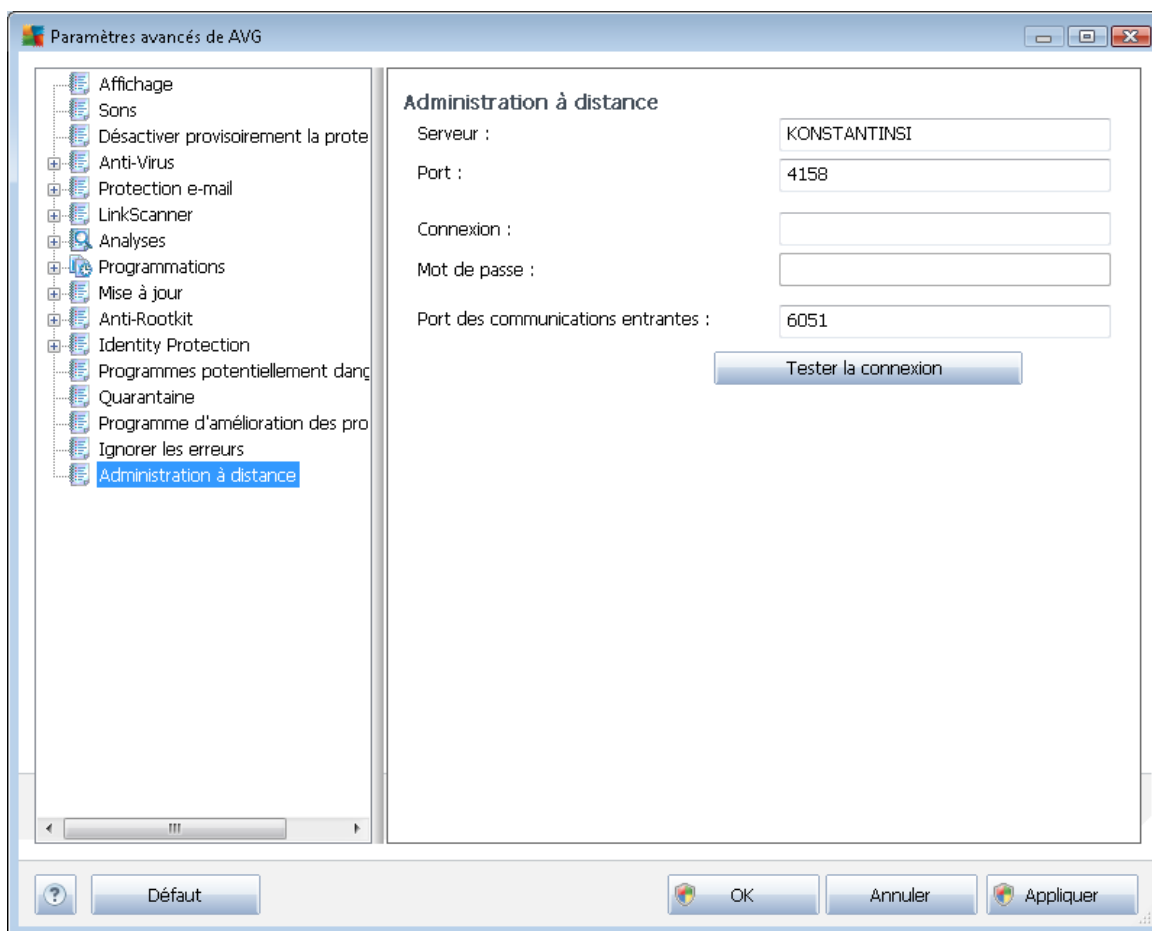 Paramètres avancés de AVG
Affichage
Sons
Désactiver provisoirement la prote
Anti-Virus
Protection e-mail
LinkScanner
Analyses
Programmations
Mise à jour
Anti-Rootkit
Identity Protection
Programmes potentiellement dang
Quarantaine
Programme d'amélioration des pro
Ignorer les erreurs
Administration à distance
Administration à distance
Serveur : KONSTANTINSI
Port : 4158
Connexion :
Mot de passe :
Port des communications entrantes : 6051
Tester la connexion
? Défaut OK Annuler Appliquer